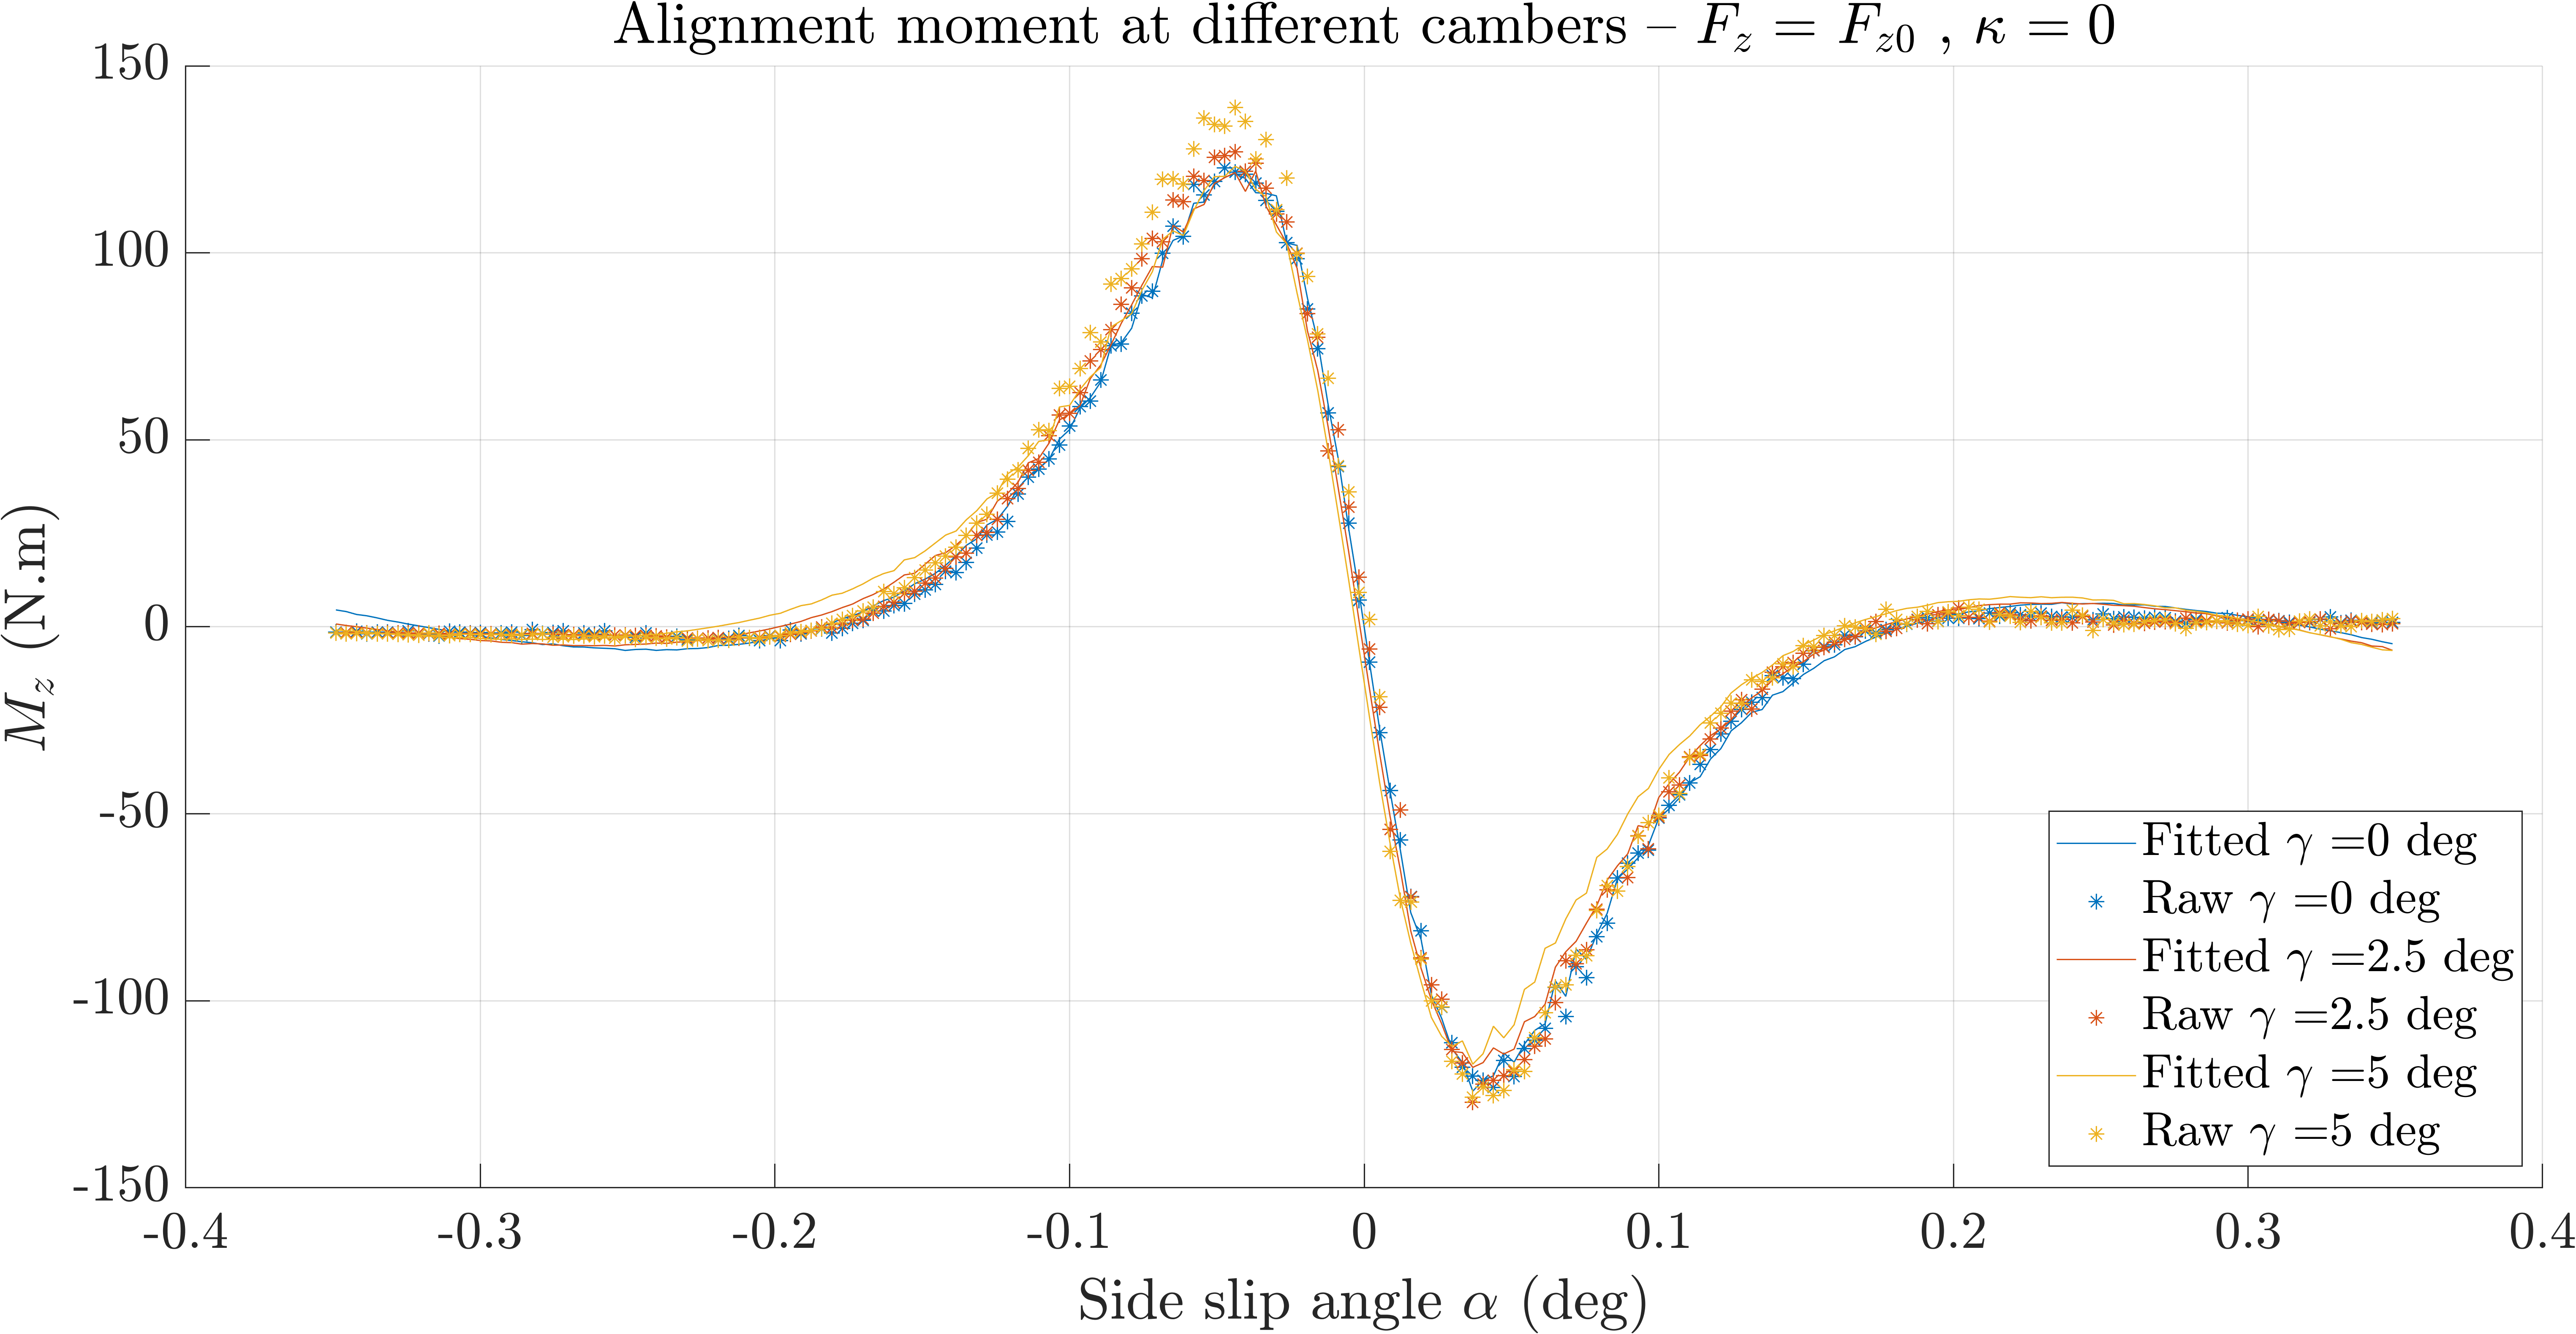 Alignment moment at different cambers – F_z = F_{z0} , κ = 0
150
100
50
0
-50
-100
-150
M_z (N.m)
-0.4 -0.3 -0.2 -0.1 0 0.1 0.2 0.3 0.4
Side slip angle α (deg)
Fitted γ =0 deg
Raw γ =0 deg
Fitted γ =2.5 deg
Raw γ =2.5 deg
Fitted γ =5 deg
Raw γ =5 deg